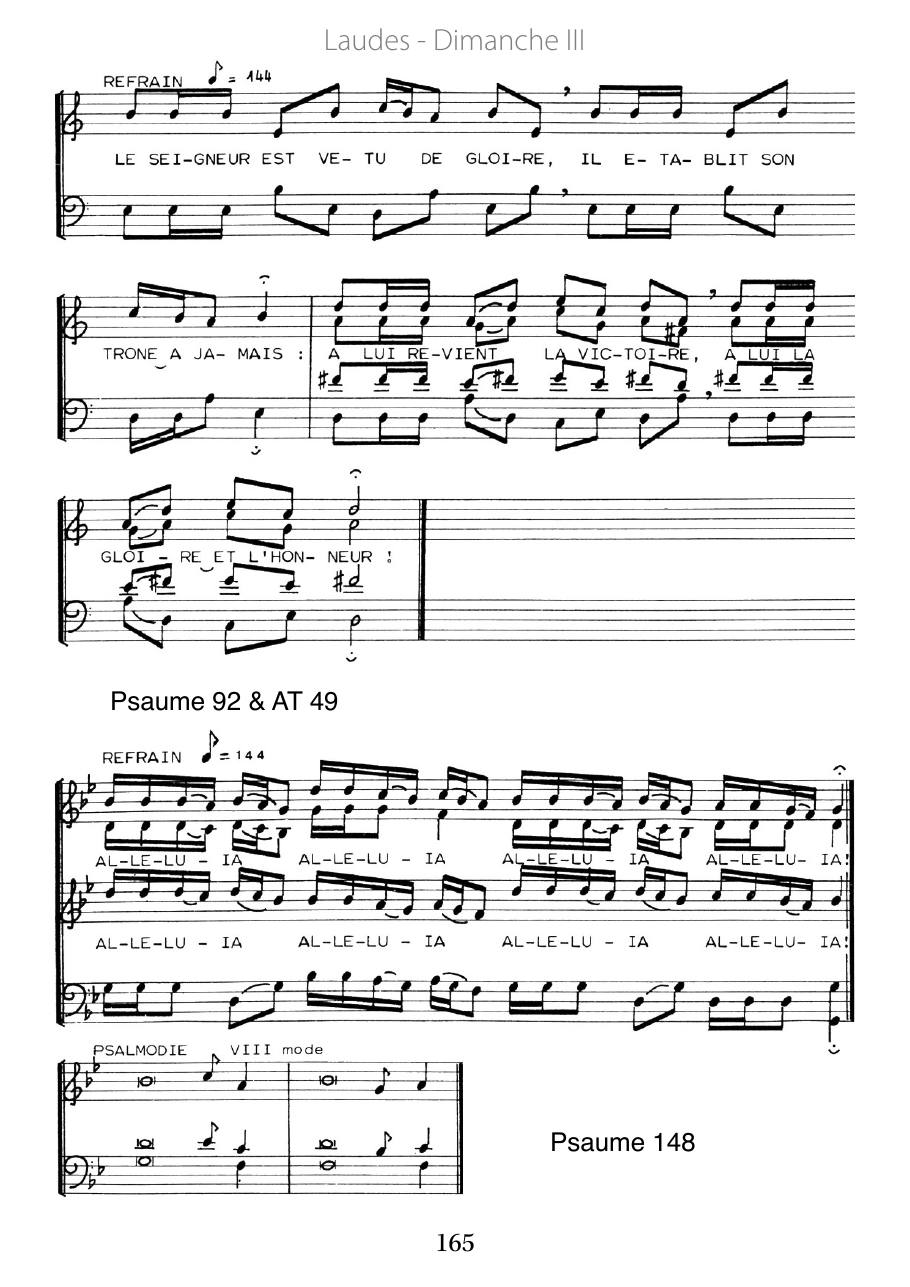 Laudes - Dimanche III
REFRAIN ♪ = 144
LE SEI-GNEUR EST VE- TU DE GLOI-RE, IL E- TA- BLIT SON
TRONE A JA- MAIS : A LUI RE-VIENT LA VIC-TOI-RE, A LUI LA
GLOI - RE ET L'HON- NEUR !
Psaume 92 & AT 49
REFRAIN ♪ = 144
AL-LE-LU - IA AL-LE-LU - IA AL-LE-LU - IA AL-LE-LU- IA!
AL-LE-LU - IA AL-LE-LU - IA AL-LE-LU - IA AL-LE-LU- IA!
PSALMODIE VIII mode
Psaume 148
165